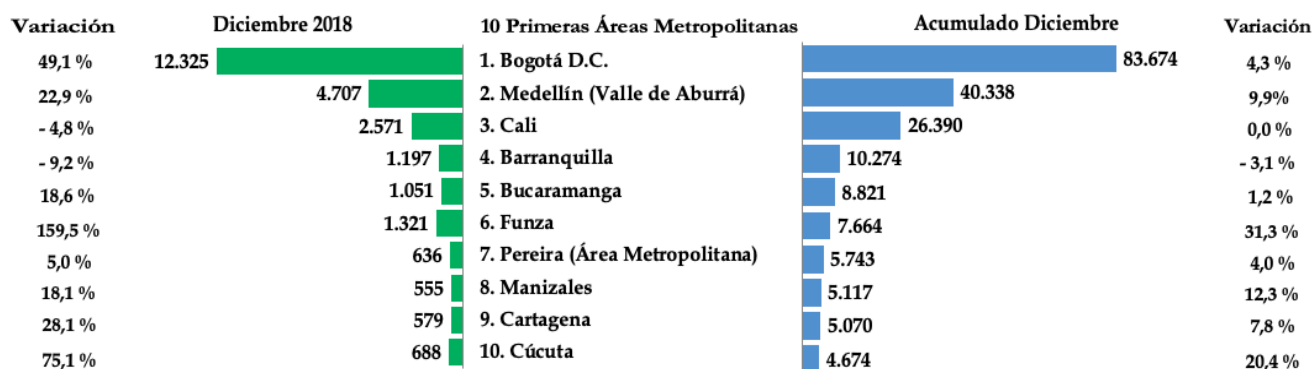 Variación Diciembre 2018 10 Primeras Áreas Metropolitanas Acumulado Diciembre Variación
49,1 % 12.325 1. Bogotá D.C. 83.674 4,3 %
22,9 % 4.707 2. Medellín (Valle de Aburrá) 40.338 9,9%
- 4,8 % 2.571 3. Cali 26.390 0,0 %
- 9,2 % 1.197 4. Barranquilla 10.274 - 3,1 %
18,6 % 1.051 5. Bucaramanga 8.821 1,2 %
159,5 % 1.321 6. Funza 7.664 31,3 %
5,0 % 636 7. Pereira (Área Metropolitana) 5.743 4,0 %
18,1 % 555 8. Manizales 5.117 12,3 %
28,1 % 579 9. Cartagena 5.070 7,8 %
75,1 % 688 10. Cúcuta 4.674 20,4 %